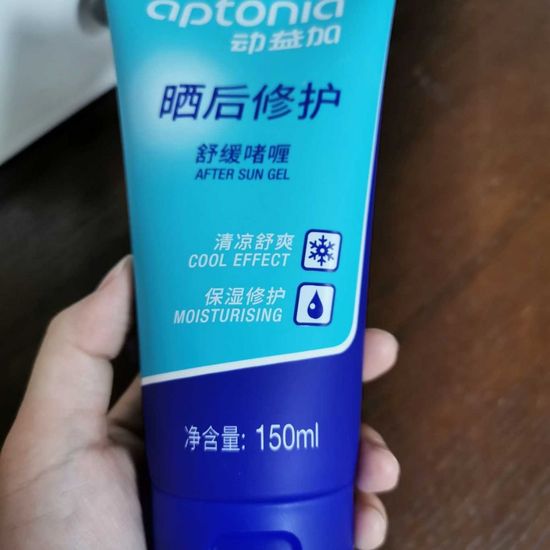 aptonia
动益加
晒后修护
舒缓啫喱
AFTER SUN GEL
清凉舒爽
COOL EFFECT
保湿修护
MOISTURISING
净含量: 150ml